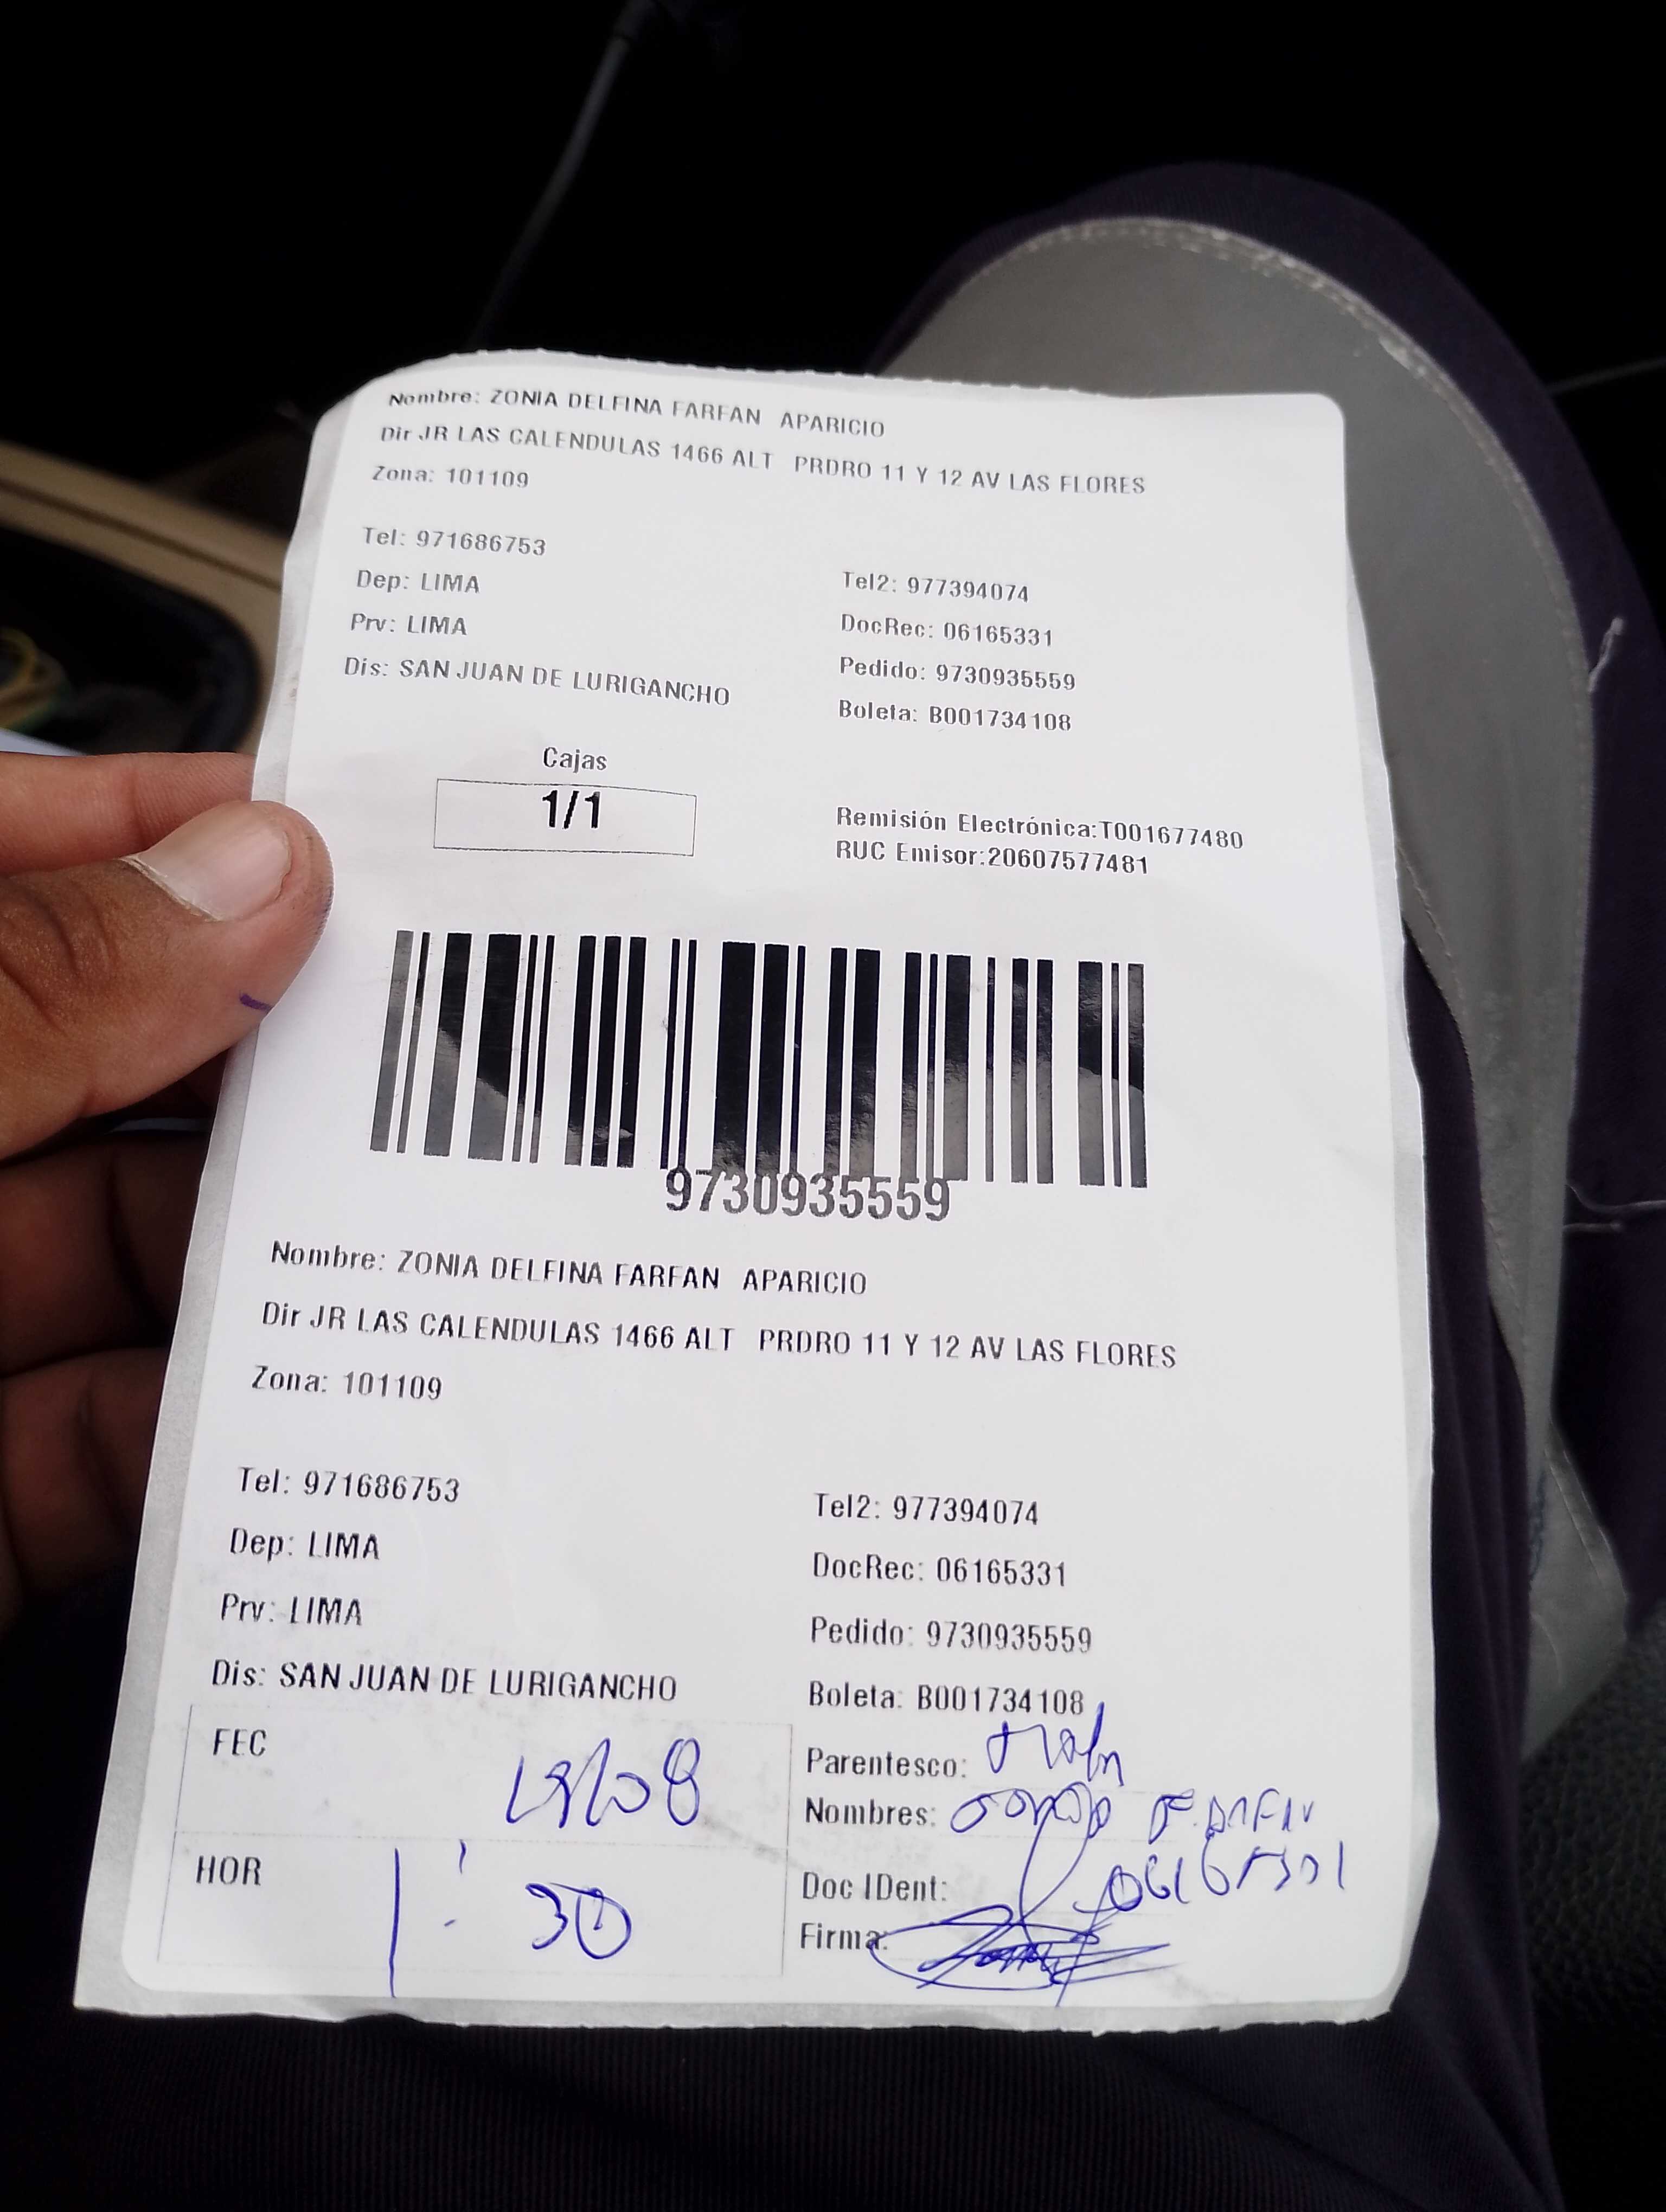 Nombre: ZONIA DELFINA FARFAN APARICIO
Dir JR LAS CALENDULAS 1466 ALT PRDRO 11 Y 12 AV LAS FLORES
Zona: 101109
Tel: 971686753
Tel2: 977394074
Dep: LIMA
DocRec: 06165331
Prv: LIMA
Pedido: 9730935559
Dis: SAN JUAN DE LURIGANCHO
Boleta: B001734108
Cajas
1/1
Remisión Electrónica:T001677480
RUC Emisor:20607577481
9730935559
Nombre: ZONIA DELFINA FARFAN APARICIO
Dir JR LAS CALENDULAS 1466 ALT PRDRO 11 Y 12 AV LAS FLORES
Zona: 101109
Tel: 971686753
Tel2: 977394074
Dep: LIMA
DocRec: 06165331
Prv: LIMA
Pedido: 9730935559
Dis: SAN JUAN DE LURIGANCHO
Boleta: B001734108
FEC
Parentesco:
Nombres:
HOR 1:30
Doc IDent:
Firma: